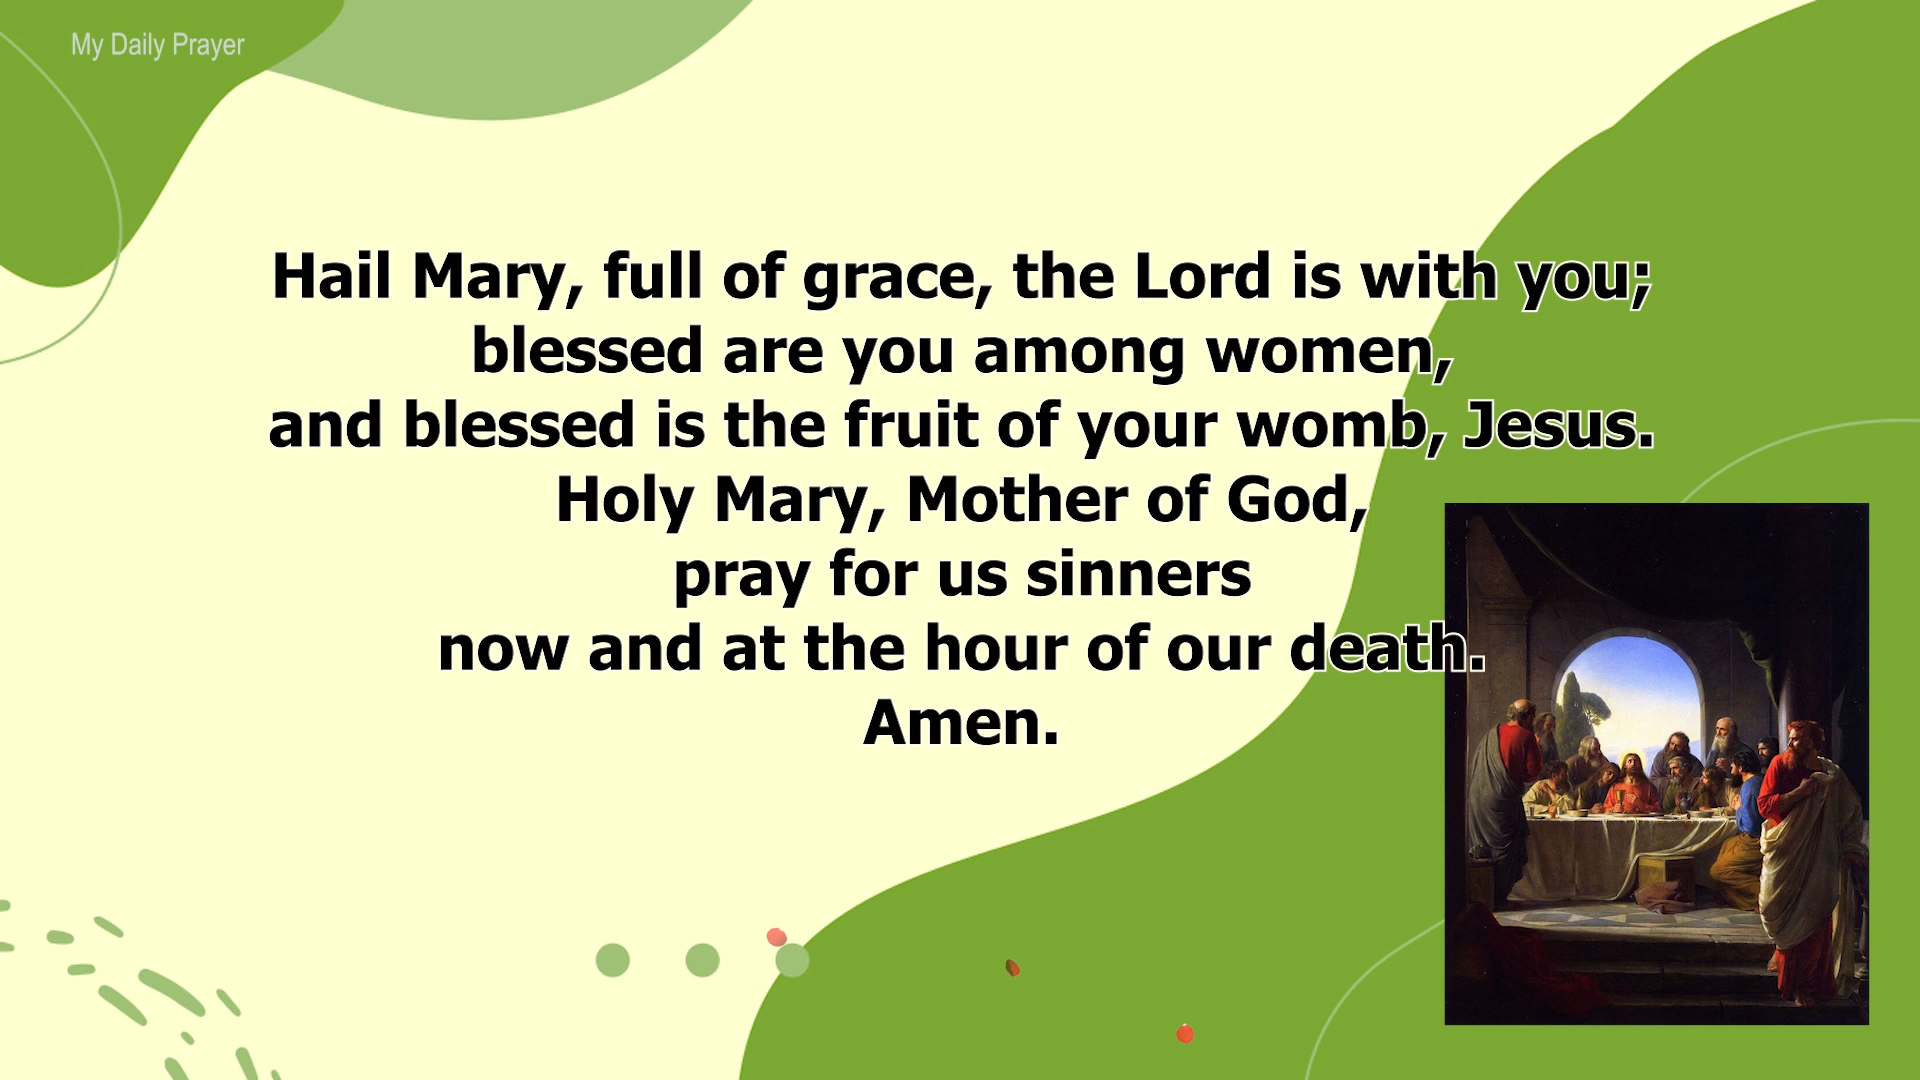 My Daily Prayer
Hail Mary, full of grace, the Lord is with you;
blessed are you among women,
and blessed is the fruit of your womb, Jesus.
Holy Mary, Mother of God,
pray for us sinners
now and at the hour of our death.
Amen.